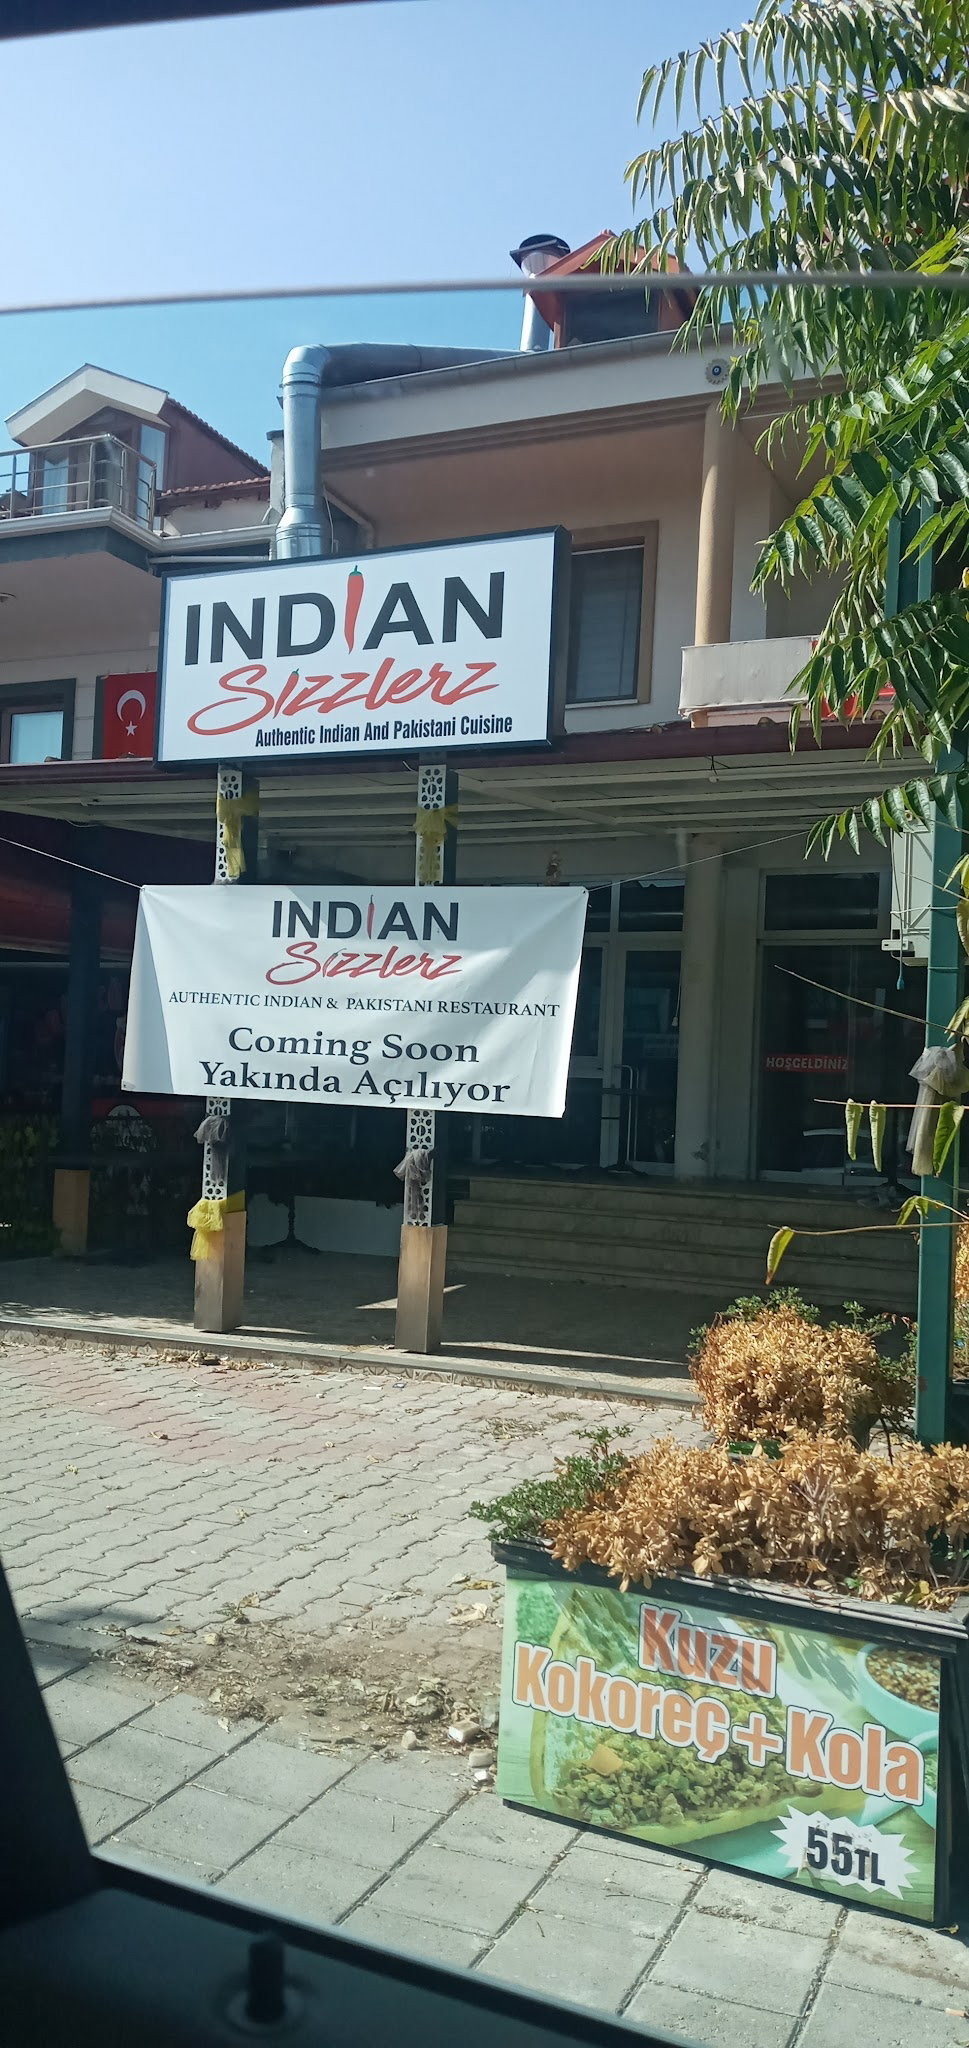 INDIAN
Sizzlerz
Authentic Indian And Pakistani Cuisine
INDIAN
Sizzlerz
AUTHENTIC INDIAN & PAKISTANI RESTAURANT
Coming Soon
Yakında Açılıyor
HOŞGELDİNİZ
Kuzu
Kokoreç+Kola
55TL